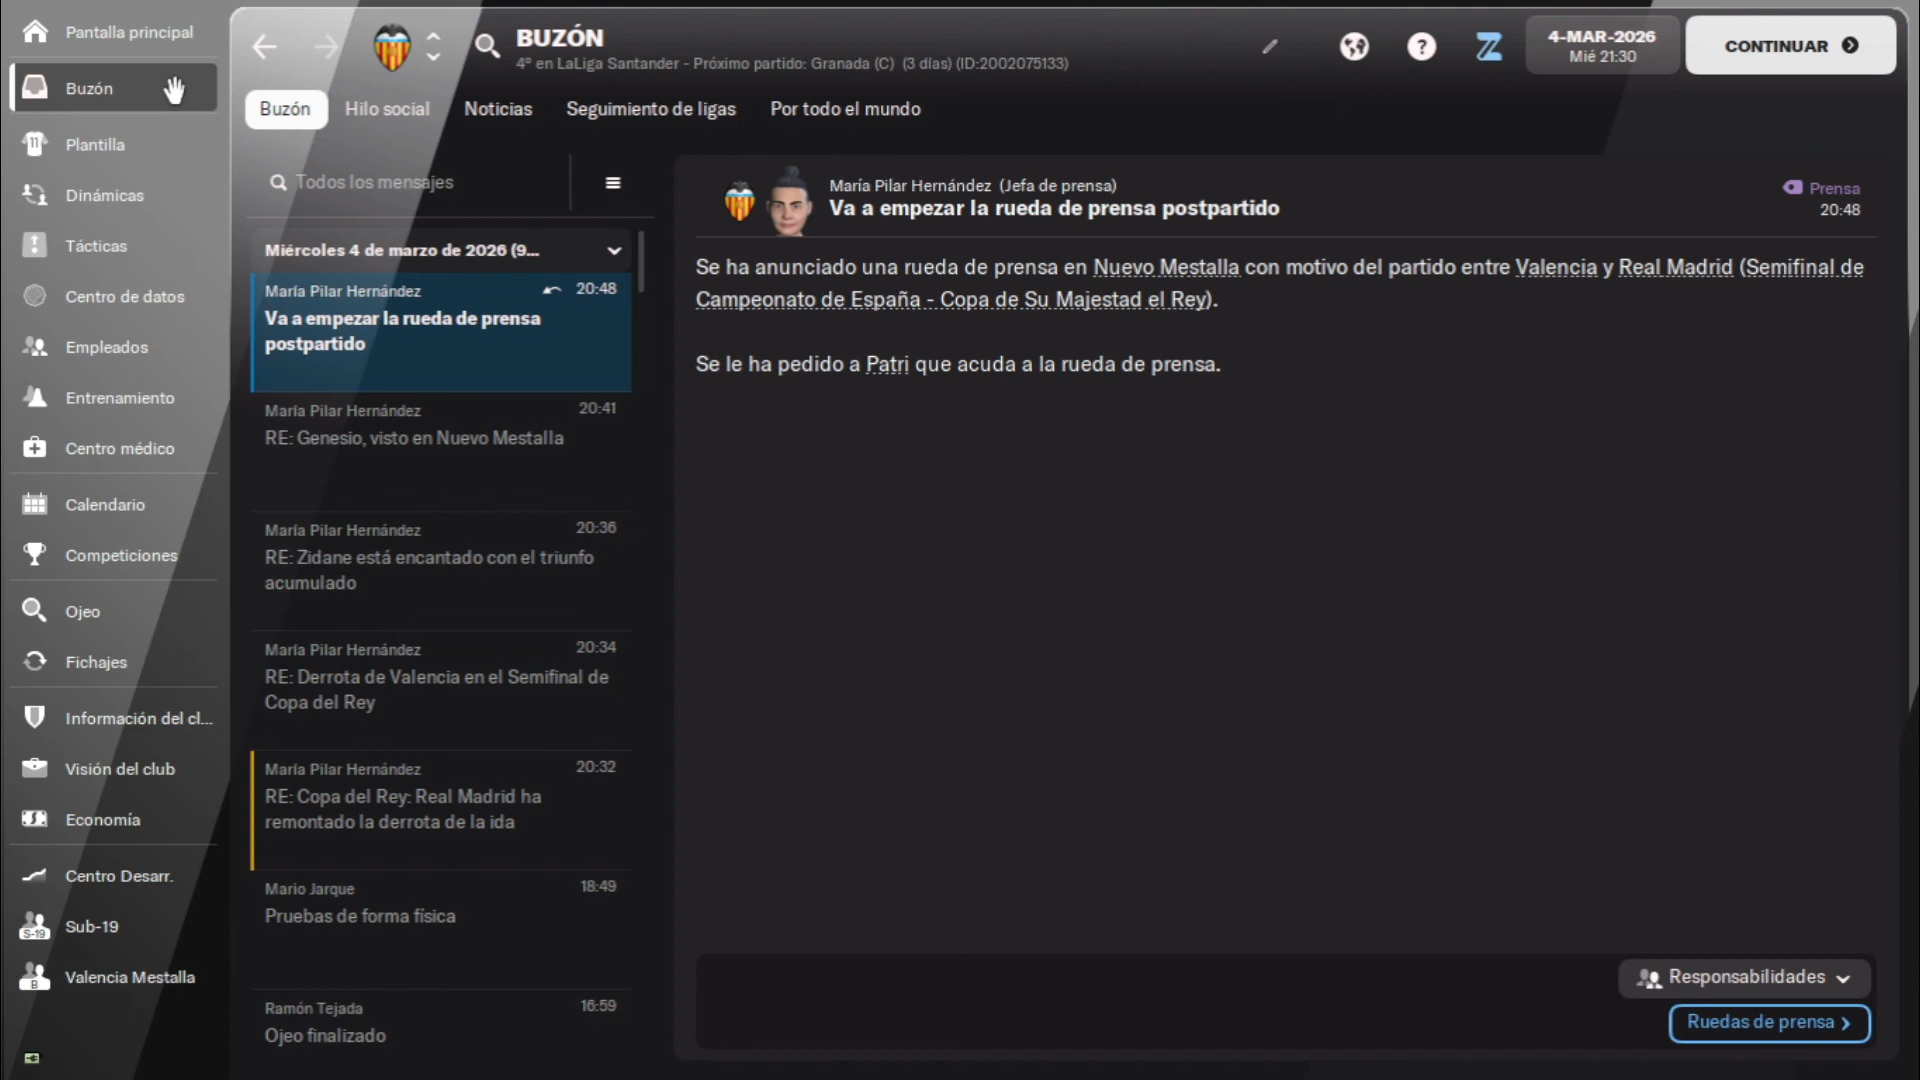 Pantalla principal
Buzón
Plantilla
Dinámicas
Tácticas
Centro de datos
Empleados
Entrenamiento
Centro médico
Calendario
Competiciones
Ojeo
Fichajes
Información del cl...
Visión del club
Economía
Centro Desarr.
S-19
Sub-19
B
Valencia Mestalla
BUZÓN
4º en LaLiga Santander - Próximo partido: Granada (C) (3 días) (ID:2002075133)
4-MAR-2026
Mié 21:30
CONTINUAR
Buzón
Hilo social
Noticias
Seguimiento de ligas
Por todo el mundo
Todos los mensajes
Miércoles 4 de marzo de 2026 (9...
María Pilar Hernández 20:48
Va a empezar la rueda de prensa
postpartido
María Pilar Hernández 20:41
RE: Genesio, visto en Nuevo Mestalla
María Pilar Hernández 20:36
RE: Zidane está encantado con el triunfo
acumulado
María Pilar Hernández 20:34
RE: Derrota de Valencia en el Semifinal de
Copa del Rey
María Pilar Hernández 20:32
RE: Copa del Rey: Real Madrid ha
remontado la derrota de la ida
Mario Jarque 18:49
Pruebas de forma física
Ramón Tejada 16:59
Ojeo finalizado
María Pilar Hernández (Jefa de prensa)
Va a empezar la rueda de prensa postpartido
Prensa
20:48
Se ha anunciado una rueda de prensa en Nuevo Mestalla con motivo del partido entre Valencia y Real Madrid (Semifinal de
Campeonato de España - Copa de Su Majestad el Rey).
Se le ha pedido a Patri que acuda a la rueda de prensa.
Responsabilidades
Ruedas de prensa